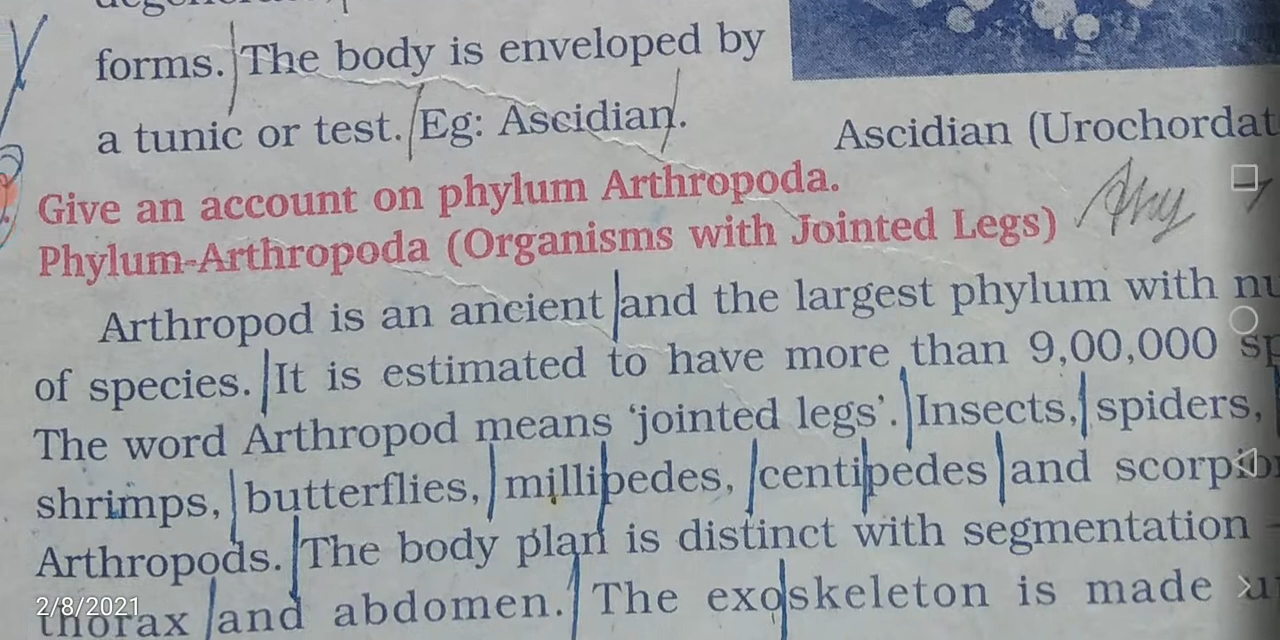 forms. The body is enveloped by
a tunic or test. Eg: Ascidian.
Ascidian (Urochordat
Give an account on phylum Arthropoda.
Phylum-Arthropoda (Organisms with Jointed Legs)
Arthropod is an ancient and the largest phylum with nu
of species. It is estimated to have more than 9,00,000 sp
The word Arthropod means ‘jointed legs’. Insects, spiders,
shrimps, butterflies, millipedes, centipedes and scorpio
Arthropods. The body plan is distinct with segmentation
thorax and abdomen. The exoskeleton is made u
2/8/2021